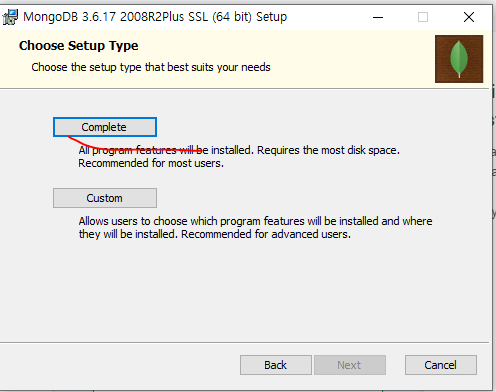 MongoDB 3.6.17 2008R2Plus SSL (64 bit) Setup
Choose Setup Type
Choose the setup type that best suits your needs
Complete
All program features will be installed. Requires the most disk space.
Recommended for most users.
Custom
Allows users to choose which program features will be installed and where
they will be installed. Recommended for advanced users.
Back
Next
Cancel